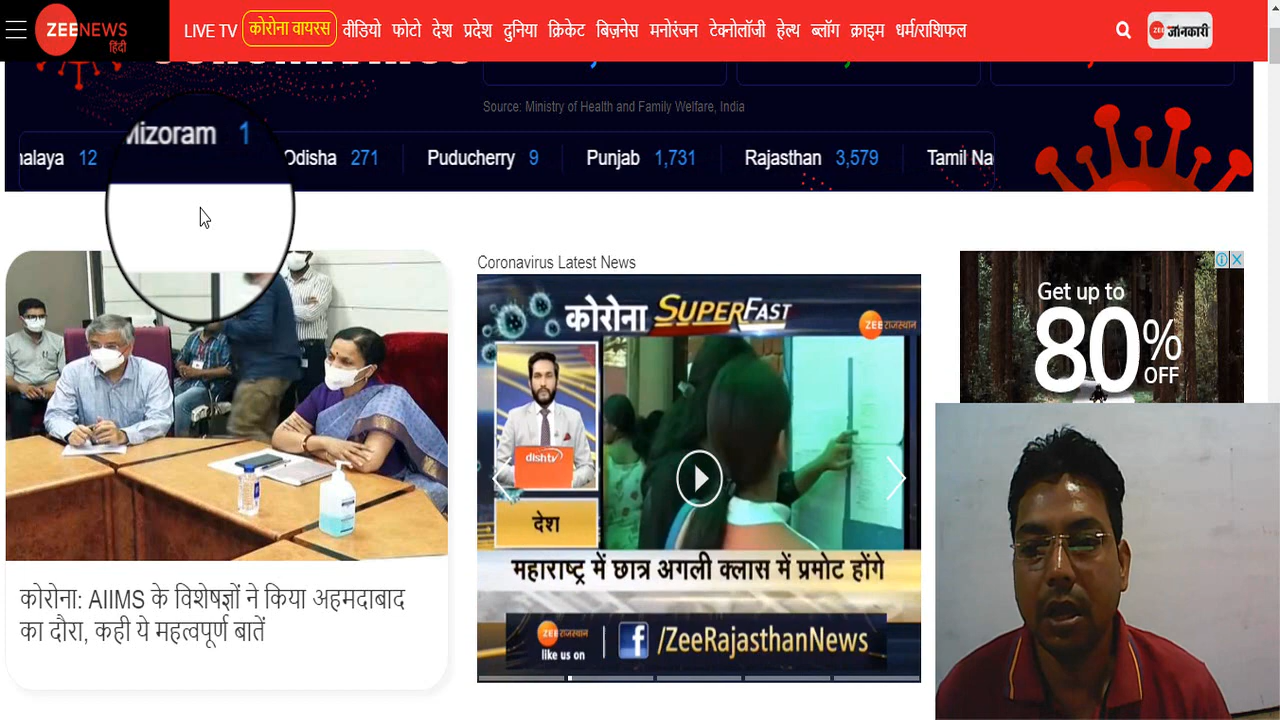 ZEENEWS
हिंदी
LIVE TV कोरोना वायरस वीडियो फोटो देश प्रदेश दुनिया क्रिकेट बिज़नेस मनोरंजन टेक्नोलॉजी हेल्थ ब्लॉग क्राइम धर्म/राशिफल
ZEE जानकारी
Source: Ministry of Health and Family Welfare, India
Mizoram 1
halaya 12 Odisha 271 Puducherry 9 Punjab 1,731 Rajasthan 3,579 Tamil Na
Coronavirus Latest News
कोरोना SUPERFAST
ZEE राजस्थान
dishtv
देश
महाराष्ट्र में छात्र अगली क्लास में प्रमोट होंगे
ZEE राजस्थान
like us on
f /ZeeRajasthanNews
Get up to
80%
OFF
कोरोना: AIIMS के विशेषज्ञों ने किया अहमदाबाद
का दौरा, कही ये महत्वपूर्ण बातें